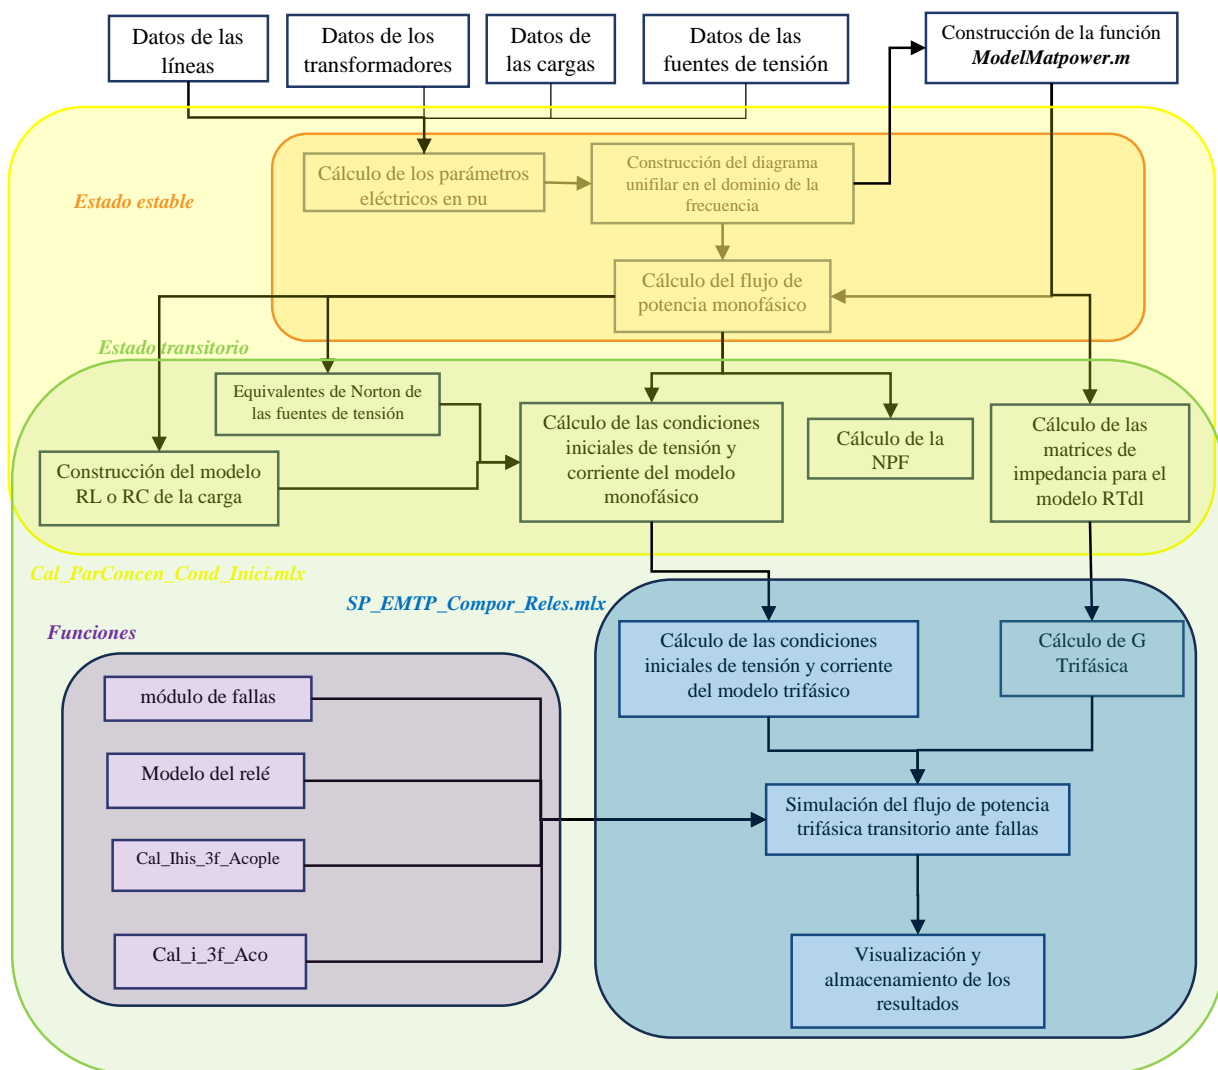 Datos de las
líneas
Datos de los
transformadores
Datos de
las cargas
Datos de las
fuentes de tensión
Construcción de la función
ModelMatpower.m
Estado estable
Cálculo de los parámetros
eléctricos en pu
Construcción del diagrama
unifilar en el dominio de la
frecuencia
Cálculo del flujo de
potencia monofásico
Estado transitorio
Equivalentes de Norton de
las fuentes de tensión
Construcción del modelo
RL o RC de la carga
Cálculo de las condiciones
iniciales de tensión y
corriente del modelo
monofásico
Cálculo de la
NPF
Cálculo de las
matrices de
impedancia para el
modelo RTdl
Cal_ParConcen_Cond_Inici.mlx
SP_EMTP_Compor_Reles.mlx
Funciones
módulo de fallas
Modelo del relé
Cal_Ihis_3f_Acople
Cal_i_3f_Aco
Cálculo de las condiciones
iniciales de tensión y corriente
del modelo trifásico
Cálculo de G
Trifásica
Simulación del flujo de potencia
trifásica transitorio ante fallas
Visualización y
almacenamiento de los
resultados